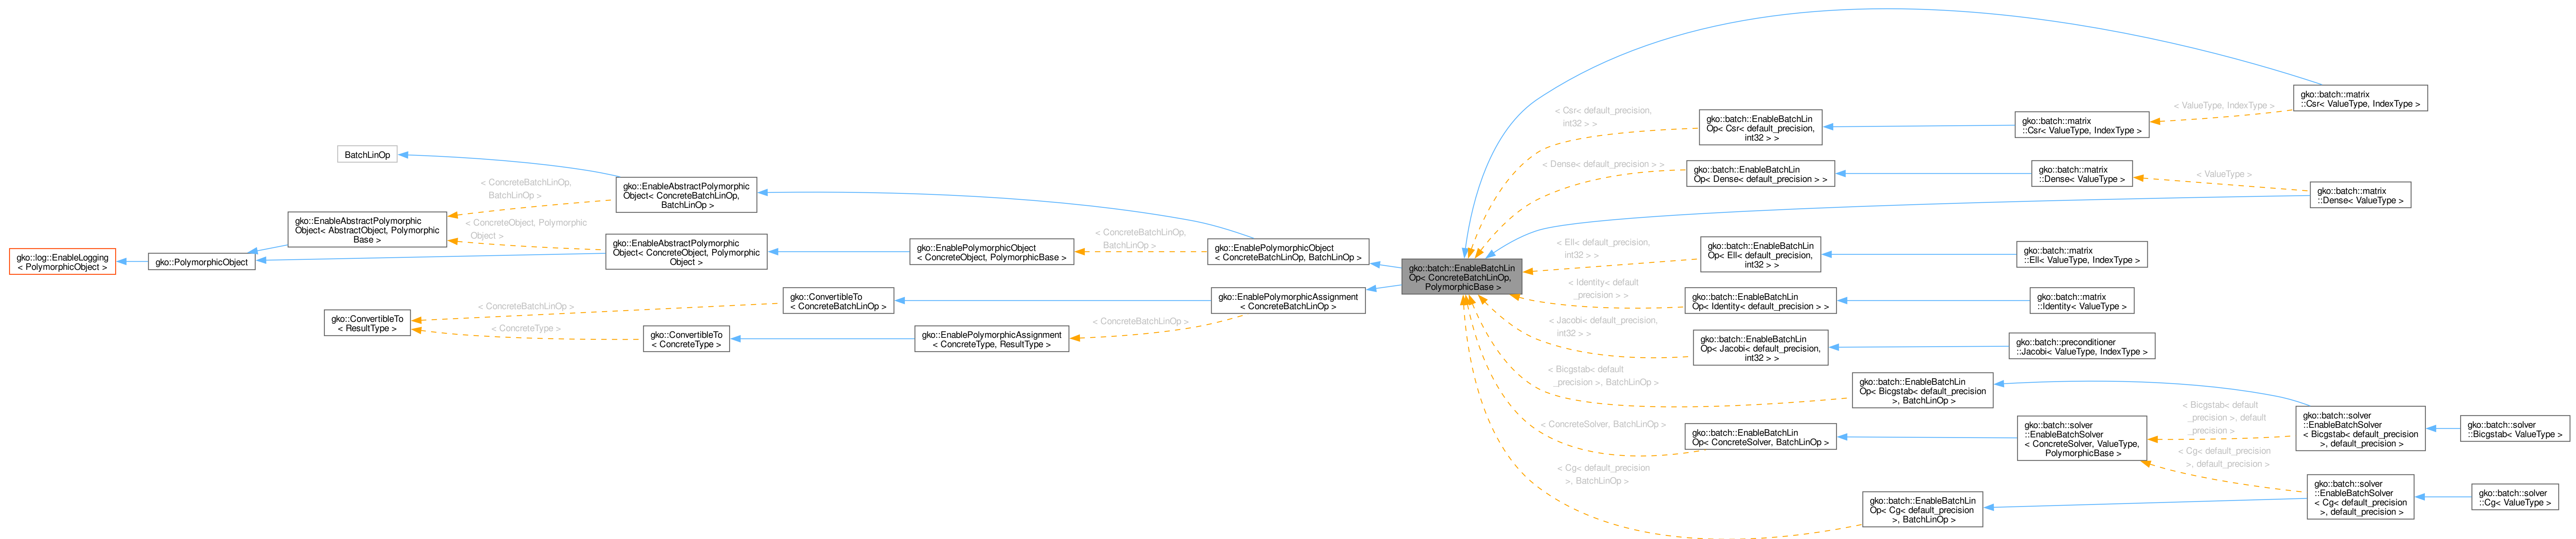 gko::log::EnableLogging
< PolymorphicObject >
gko::PolymorphicObject
BatchLinOp
gko::EnableAbstractPolymorphic
Object< AbstractObject, Polymorphic
Base >
gko::ConvertibleTo
< ResultType >
< ConcreteBatchLinOp,
BatchLinOp >
< ConcreteObject, Polymorphic
Object >
< ConcreteBatchLinOp >
< ConcreteType >
gko::EnableAbstractPolymorphic
Object< ConcreteBatchLinOp,
BatchLinOp >
gko::EnableAbstractPolymorphic
Object< ConcreteObject, Polymorphic
Object >
gko::ConvertibleTo
< ConcreteBatchLinOp >
gko::ConvertibleTo
< ConcreteType >
gko::EnablePolymorphicObject
< ConcreteObject, PolymorphicBase >
gko::EnablePolymorphicAssignment
< ConcreteType, ResultType >
< ConcreteBatchLinOp,
BatchLinOp >
< ConcreteBatchLinOp >
gko::EnablePolymorphicObject
< ConcreteBatchLinOp, BatchLinOp >
gko::EnablePolymorphicAssignment
< ConcreteBatchLinOp >
gko::batch::EnableBatchLin
Op< ConcreteBatchLinOp,
PolymorphicBase >
< Csr< default_precision,
int32 > >
< Dense< default_precision > >
< Ell< default_precision,
int32 > >
< Identity< default
_precision > >
< Jacobi< default_precision,
int32 > >
< Bicgstab< default
_precision >, BatchLinOp >
< ConcreteSolver, BatchLinOp >
< Cg< default_precision
>, BatchLinOp >
gko::batch::EnableBatchLin
Op< Csr< default_precision,
int32 > >
gko::batch::EnableBatchLin
Op< Dense< default_precision > >
gko::batch::EnableBatchLin
Op< Ell< default_precision,
int32 > >
gko::batch::EnableBatchLin
Op< Identity< default_precision > >
gko::batch::EnableBatchLin
Op< Jacobi< default_precision,
int32 > >
gko::batch::EnableBatchLin
Op< Bicgstab< default_precision
>, BatchLinOp >
gko::batch::EnableBatchLin
Op< ConcreteSolver, BatchLinOp >
gko::batch::EnableBatchLin
Op< Cg< default_precision
>, BatchLinOp >
gko::batch::matrix
::Csr< ValueType, IndexType >
gko::batch::matrix
::Dense< ValueType >
gko::batch::matrix
::Ell< ValueType, IndexType >
gko::batch::matrix
::Identity< ValueType >
gko::batch::preconditioner
::Jacobi< ValueType, IndexType >
gko::batch::solver
::EnableBatchSolver
< ConcreteSolver, ValueType,
PolymorphicBase >
< ValueType, IndexType >
< ValueType >
< Bicgstab< default
_precision >, default
_precision >
< Cg< default_precision
>, default_precision >
gko::batch::matrix
::Csr< ValueType, IndexType >
gko::batch::matrix
::Dense< ValueType >
gko::batch::solver
::EnableBatchSolver
< Bicgstab< default_precision
>, default_precision >
gko::batch::solver
::EnableBatchSolver
< Cg< default_precision
>, default_precision >
gko::batch::solver
::Bicgstab< ValueType >
gko::batch::solver
::Cg< ValueType >